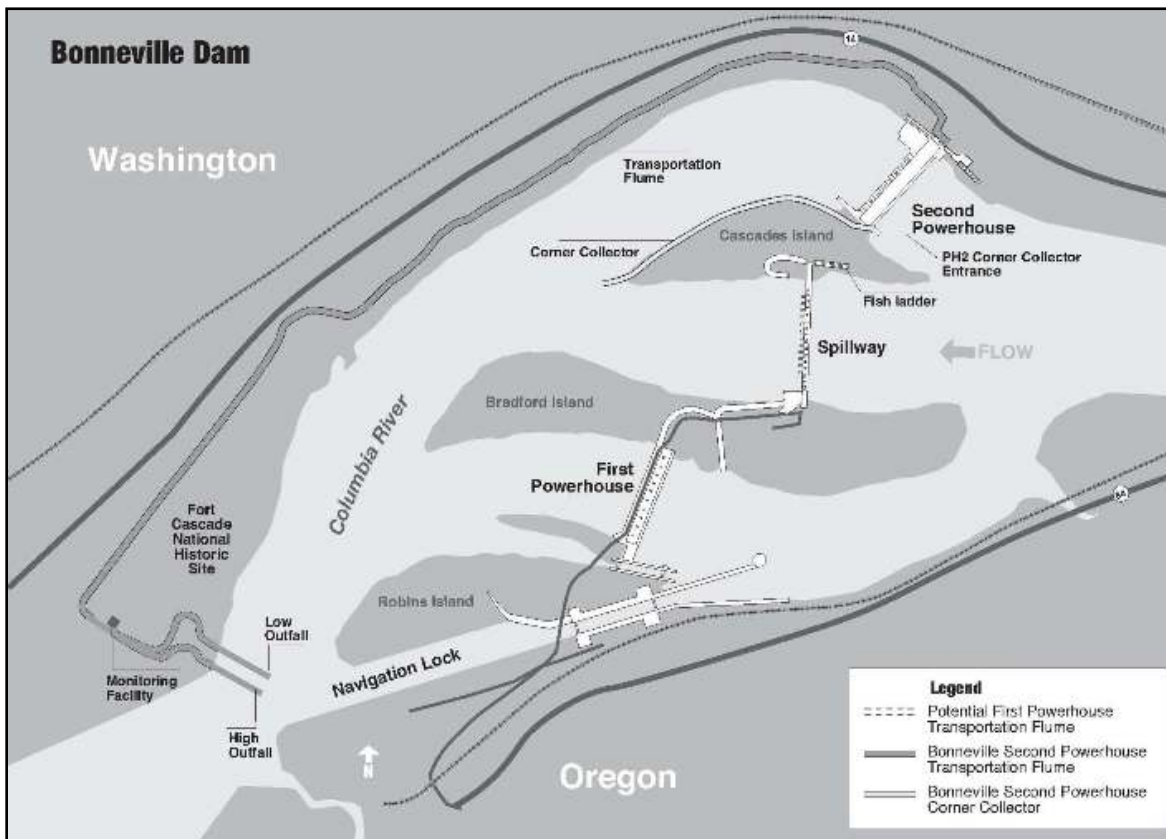 Bonneville Dam
14
Washington
Transportation
Flume
Second
Powerhouse
Cascades Island
Corner Collector
PH2 Corner Collector
Entrance
Fish ladder
Spillway
FLOW
Bradford Island
Columbia River
First
Powerhouse
84
Fort
Cascade
National
Historic
Site
Robins Island
Low
Outfall
Navigation Lock
Monitoring
Facility
High
Outfall
N
Oregon
Legend
Potential First Powerhouse
Transportation Flume
Bonneville Second Powerhouse
Transportation Flume
Bonneville Second Powerhouse
Corner Collector